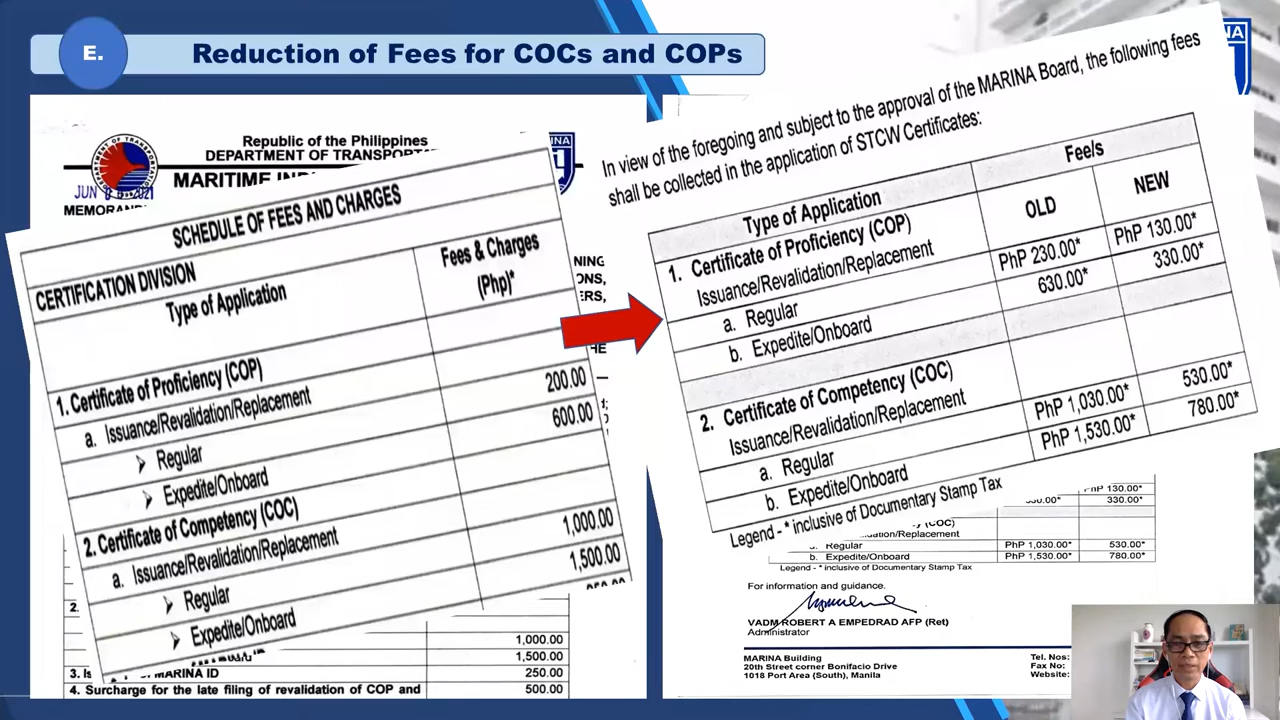 E.
Reduction of Fees for COCs and COPs
Republic of the Philippines
DEPARTMENT OF TRANSPORTAT
MARITIME
JUN 2021
SCHEDULE OF FEES AND CHARGES
CERTIFICATION DIVISION
Type of Application
Fees & Charges
(Php)*
1. Certificate of Proficiency (COP)
a. Issuance/Revalidation/Replacement
Regular
200.00
Expedite/Onboard
600.00
2. Certificate of Competency (COC)
a. Issuance/Revalidation/Replacement
Regular
1,000.00
Expedite/Onboard
1,500.00
2.
1,000.00
1,500.00
MARINA ID
250.00
4. Surcharge for the late filing of revalidation of COP and
500.00
In view of the foregoing and subject to the approval of the MARINA Board, the following fees
shall be collected in the application of STCW Certificates:
Type of Application
Feels
OLD
NEW
1. Certificate of Proficiency (COP)
Issuance/Revalidation/Replacement
a. Regular
PhP 230.00*
PhP 130.00*
b. Expedite/Onboard
630.00*
330.00*
2. Certificate of Competency (COC)
Issuance/Revalidation/Replacement
a. Regular
PhP 1,030.00*
530.00*
b. Expedite/Onboard
PhP 1,530.00*
780.00*
Legend - * inclusive of Documentary Stamp Tax
PhP 130.00*
330.00*
a. Regular PhP 1,030.00* 530.00*
b. Expedite/Onboard PhP 1,530.00* 780.00*
Legend - * inclusive of Documentary Stamp Tax
For information and guidance.
VADM ROBERT A EMPEDRAD AFP (Ret)
Administrator
MARINA Building
20th Street corner Bonifacio Drive
1018 Port Area (South), Manila
Tel. Nos:
Fax No:
Website: